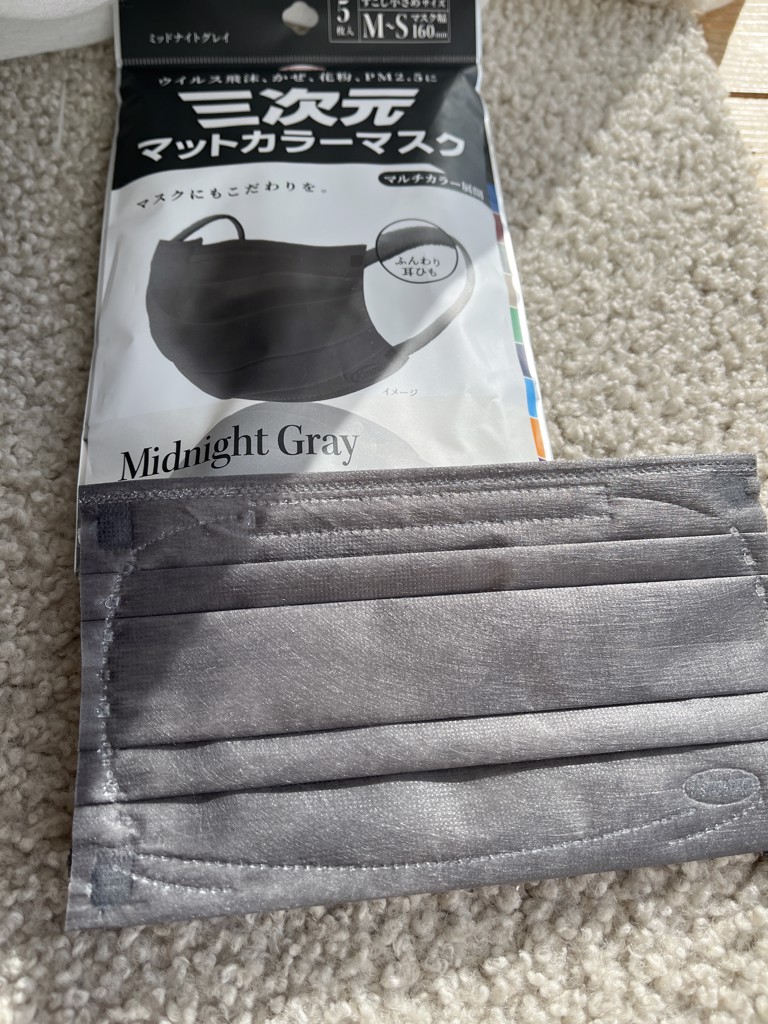 ミッドナイトグレイ
5枚入
すこし小さめサイズ
M~S マスク幅 160mm
ウイルス飛沫、かぜ、花粉、PM2.5に
三次元
マットカラーマスク
マルチカラー展開
マスクにもこだわりを。
ふんわり
耳ひも
イメージ
Midnight Gray